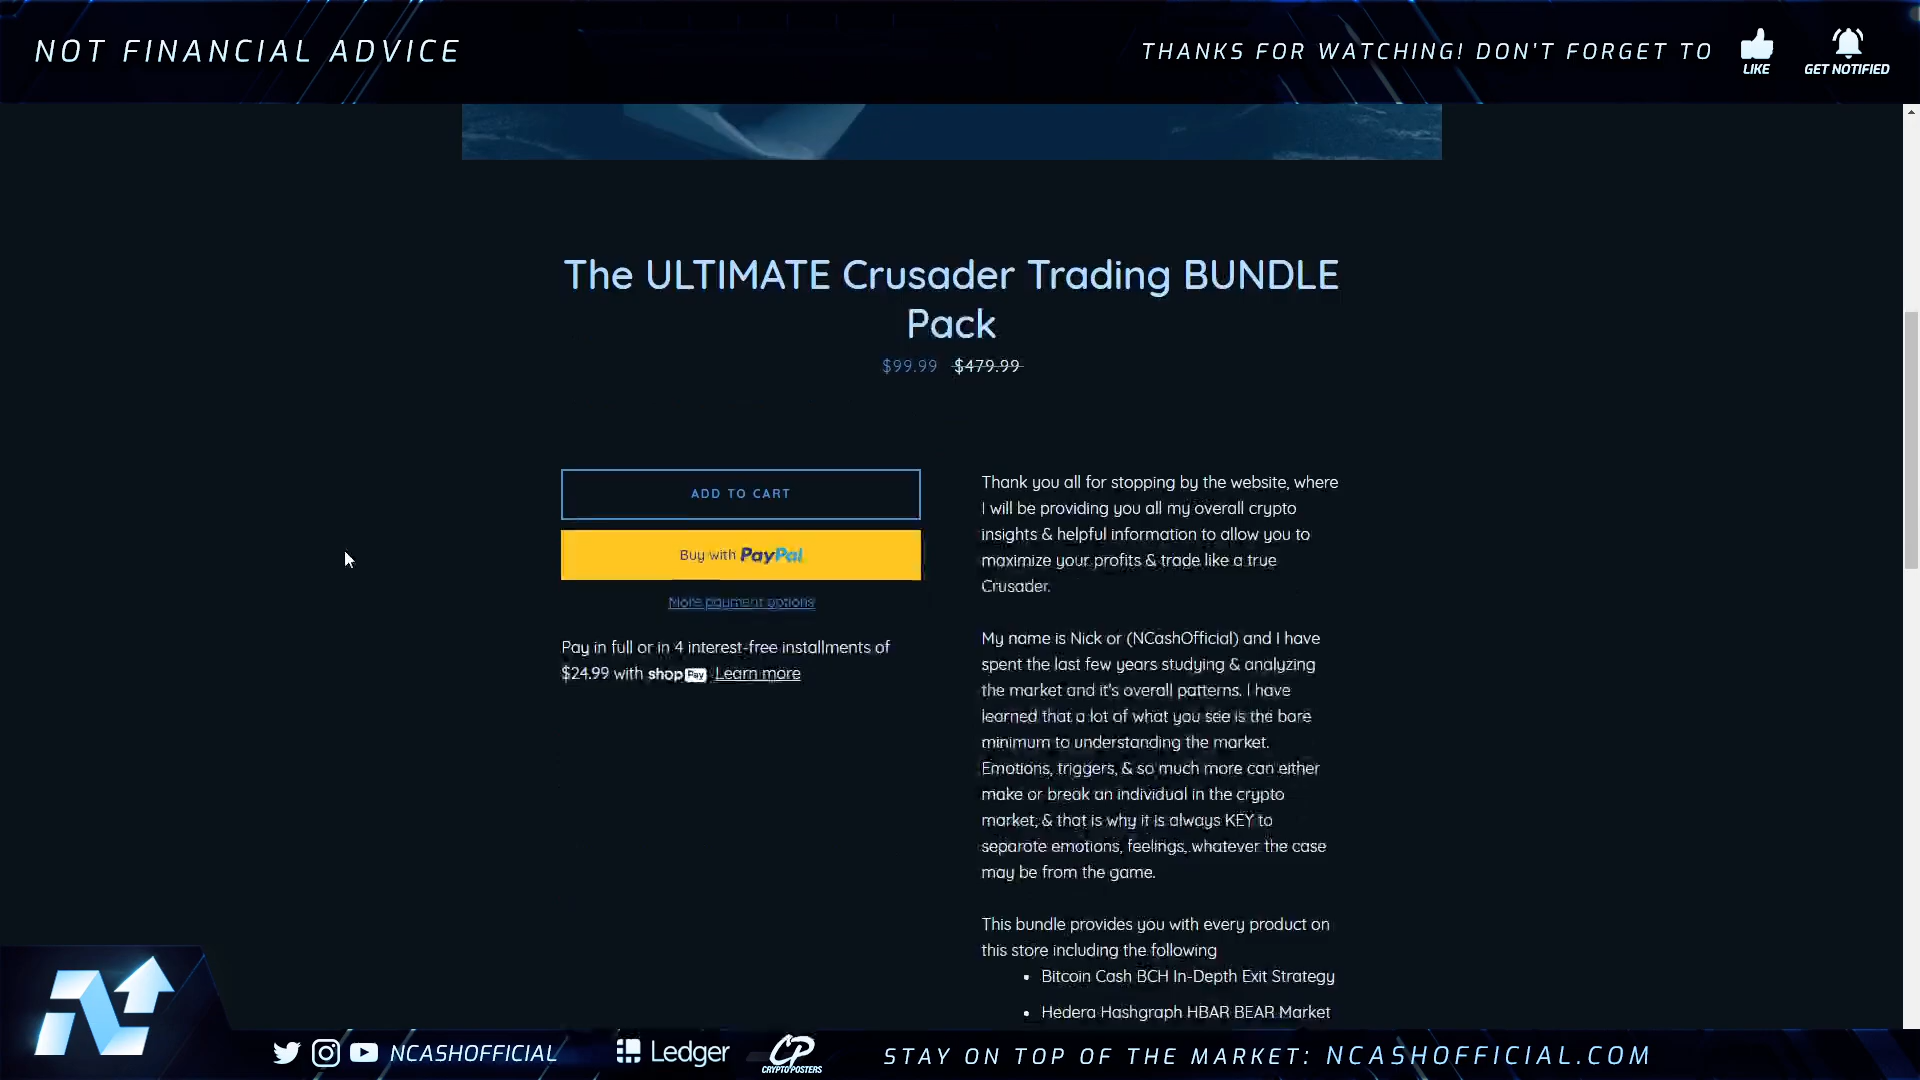 NOT FINANCIAL ADVICE
THANKS FOR WATCHING! DON'T FORGET TO
LIKE
GET NOTIFIED
The ULTIMATE Crusader Trading BUNDLE
Pack
$99.99 $479.99
ADD TO CART
Buy with PayPal
More payment options
Pay in full or in 4 interest-free installments of
$24.99 with shop Pay Learn more
Thank you all for stopping by the website, where
I will be providing you all my overall crypto
insights & helpful information to allow you to
maximize your profits & trade like a true
Crusader.
My name is Nick or (NCashOfficial) and I have
spent the last few years studying & analyzing
the market and it's overall patterns. I have
learned that a lot of what you see is the bare
minimum to understanding the market.
Emotions, triggers, & so much more can either
make or break an individual in the crypto
market, & that is why it is always KEY to
separate emotions, feelings, whatever the case
may be from the game.
This bundle provides you with every product on
this store including the following
• Bitcoin Cash BCH In-Depth Exit Strategy
• Hedera Hashgraph HBAR BEAR Market
NCASHOFFICIAL
Ledger
CP
CRYPTO POSTERS
STAY ON TOP OF THE MARKET: NCASHOFFICIAL.COM